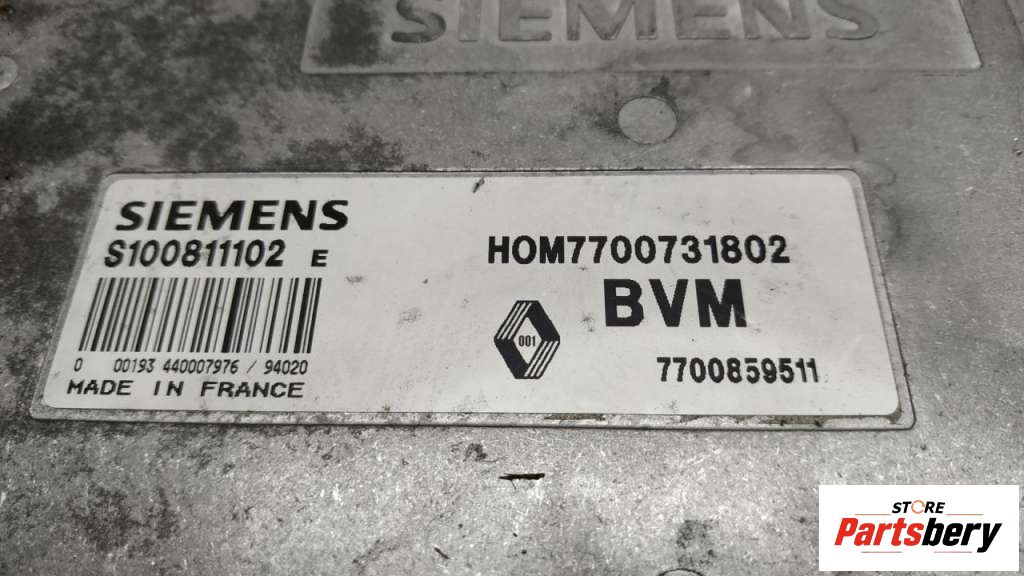 SIEMENS
SIEMENS
S100811102 E
0 00193 440007976 / 94020
MADE IN FRANCE
HOM7700731802
BVM
001
7700859511
STORE
Partsbery